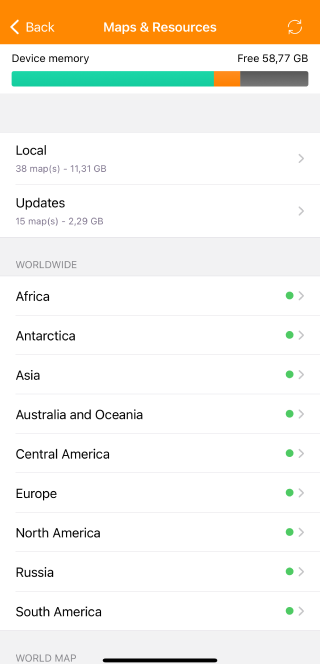 Back
Maps & Resources
Device memory
Free 58,77 GB
Local
38 map(s) - 11,31 GB
Updates
15 map(s) - 2,29 GB
WORLDWIDE
Africa
Antarctica
Asia
Australia and Oceania
Central America
Europe
North America
Russia
South America
WORLD MAP